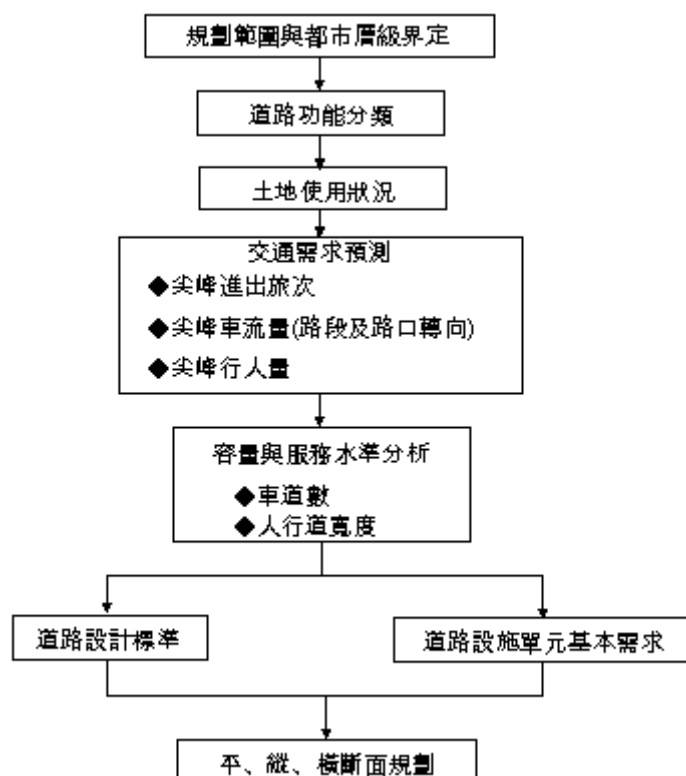 規劃範圍與都市層級界定
道路功能分類
土地使用狀況
交通需求預測
◆尖峰進出旅次
◆尖峰車流量(路段及路口轉向)
◆尖峰行人量
容量與服務水準分析
◆車道數
◆人行道寬度
道路設計標準
道路設施單元基本需求
平、縱、橫斷面規劃